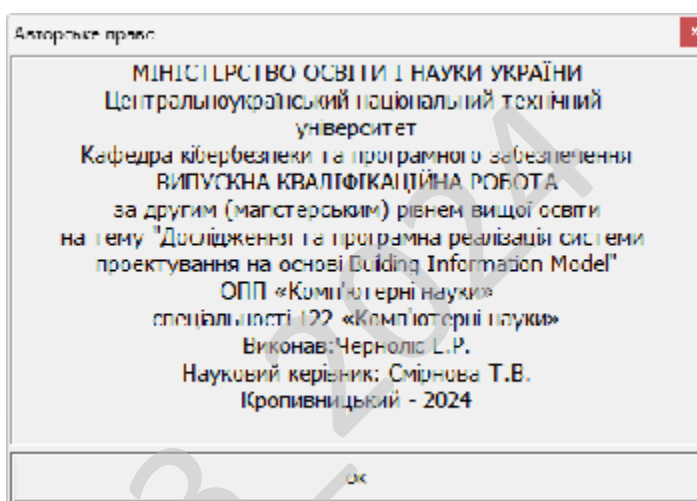 Авторське право
МІНІСТЕРСТВО ОСВІТИ І НАУКИ УКРАЇНИ
Центральноукраїнський національний технічний
університет
Кафедра кібербезпеки та програмного забезпечення
ВИПУСКНА КВАЛІФІКАЦІЙНА РОБОТА
за другим (магістерським) рівнем вищої освіти
на тему "Дослідження та програмна реалізація системи
проектування на основі Building Information Model"
ОПП «Комп'ютерні науки»
спеціальності 122 «Комп'ютерні науки»
Виконав:Чернопіс
Науковий керівник: Смірнова Т.В.
Кропивницький - 2024
ОК
2024